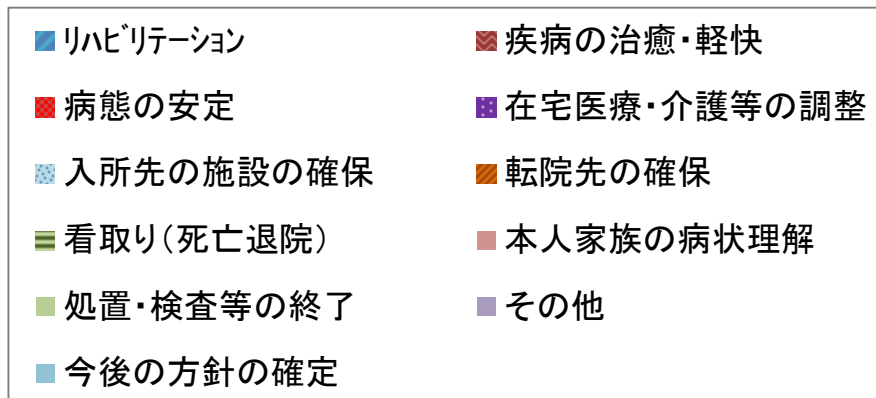 リハビリテーション
疾病の治癒・軽快
病態の安定
在宅医療・介護等の調整
入所先の施設の確保
転院先の確保
看取り(死亡退院)
本人家族の病状理解
処置・検査等の終了
その他
今後の方針の確定